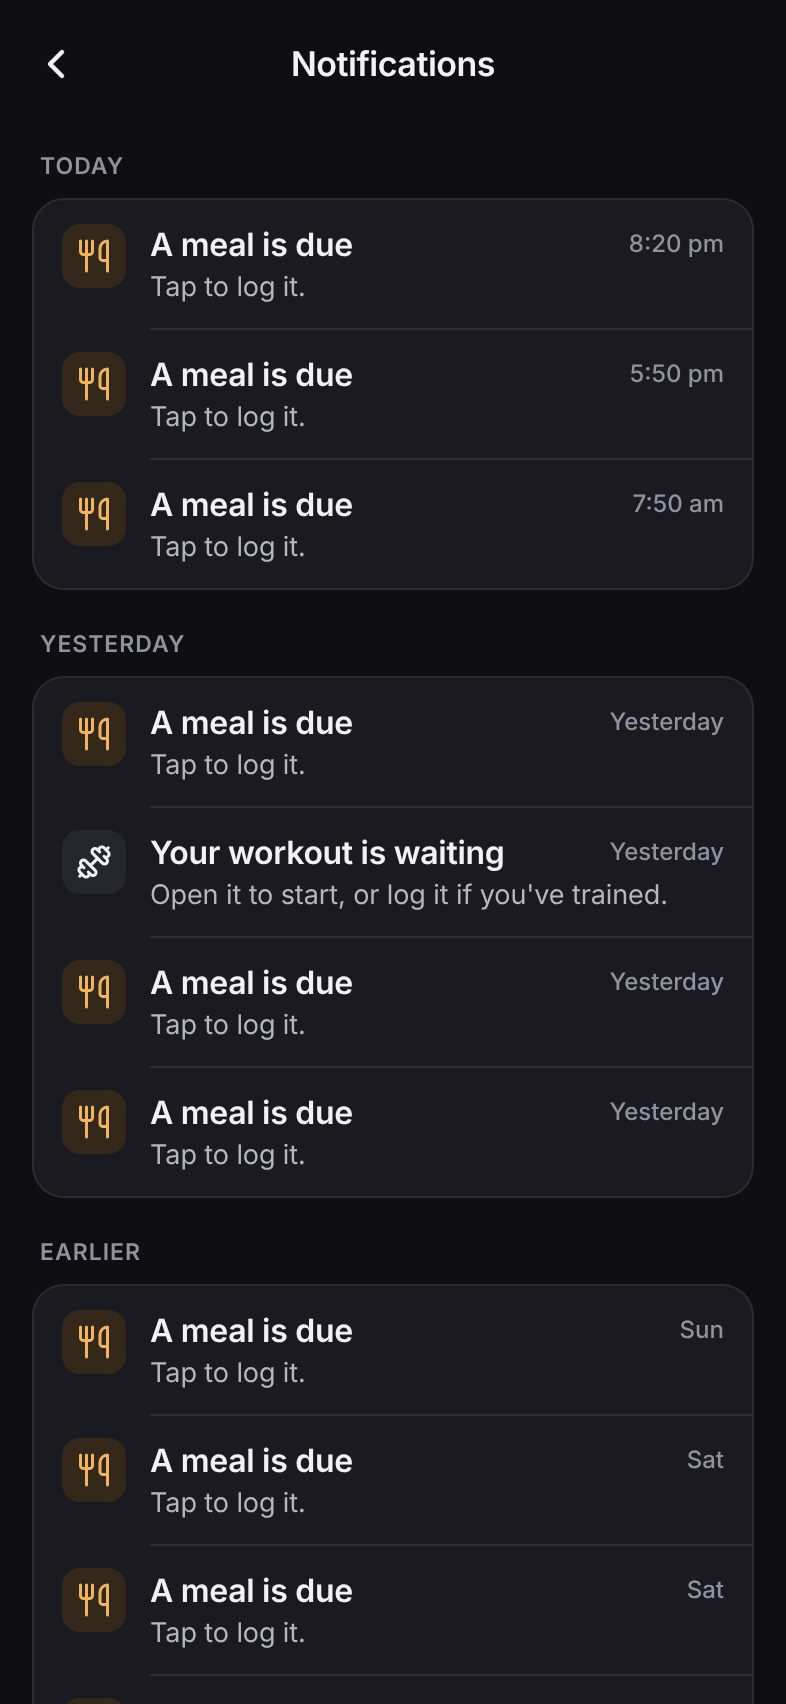 Notifications
TODAY
A meal is due 8:20 pm
Tap to log it.
A meal is due 5:50 pm
Tap to log it.
A meal is due 7:50 am
Tap to log it.
YESTERDAY
A meal is due Yesterday
Tap to log it.
Your workout is waiting Yesterday
Open it to start, or log it if you've trained.
A meal is due Yesterday
Tap to log it.
A meal is due Yesterday
Tap to log it.
EARLIER
A meal is due Sun
Tap to log it.
A meal is due Sat
Tap to log it.
A meal is due Sat
Tap to log it.